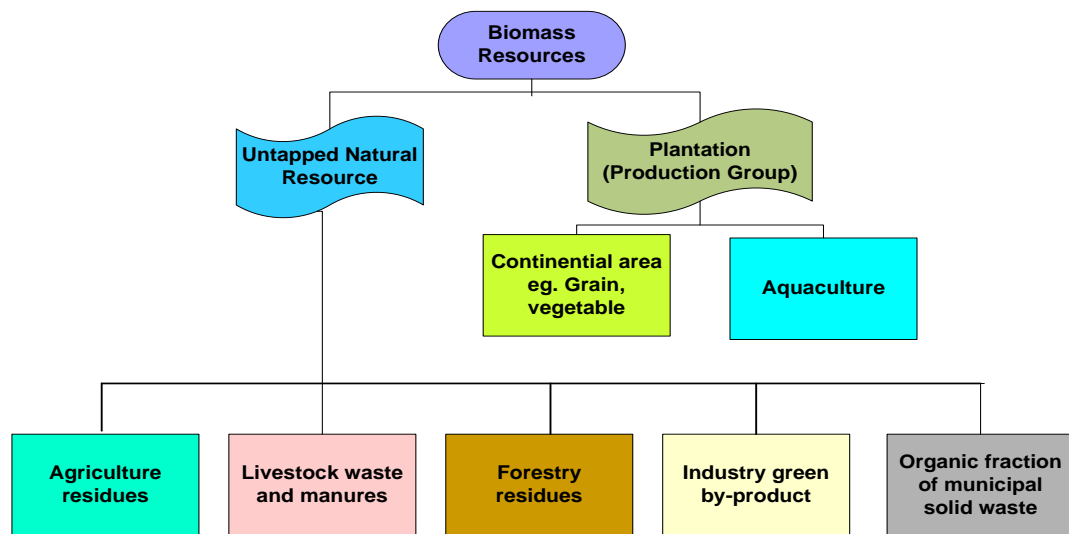 Biomass
Resources
Untapped Natural
Resource
Plantation
(Production Group)
Continential area
eg. Grain,
vegetable
Aquaculture
Agriculture
residues
Livestock waste
and manures
Forestry
residues
Industry green
by-product
Organic fraction
of municipal
solid waste